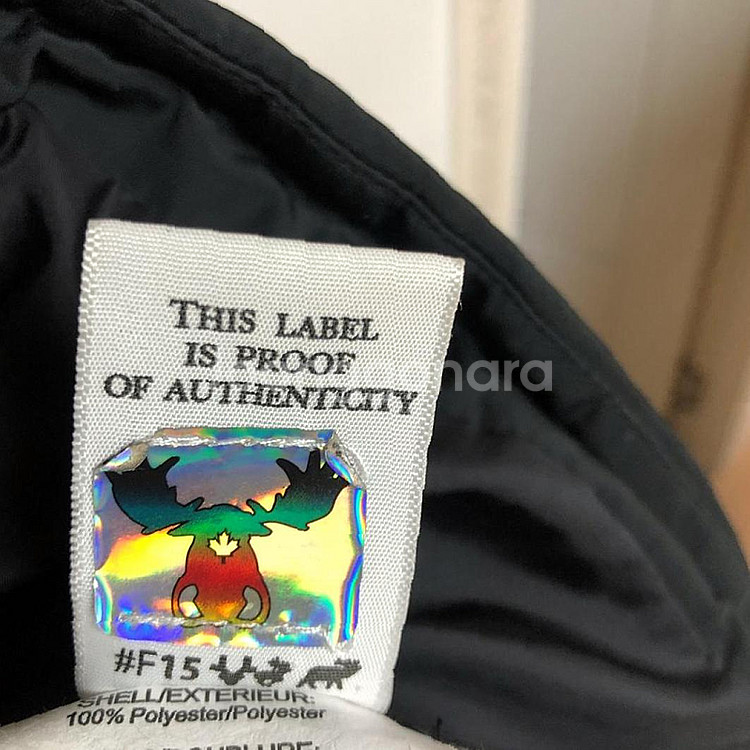 THIS LABEL
IS PROOF
OF AUTHENTICITY
#F15
SHELL/EXTERIEUR:
100% Polyester/Polyester